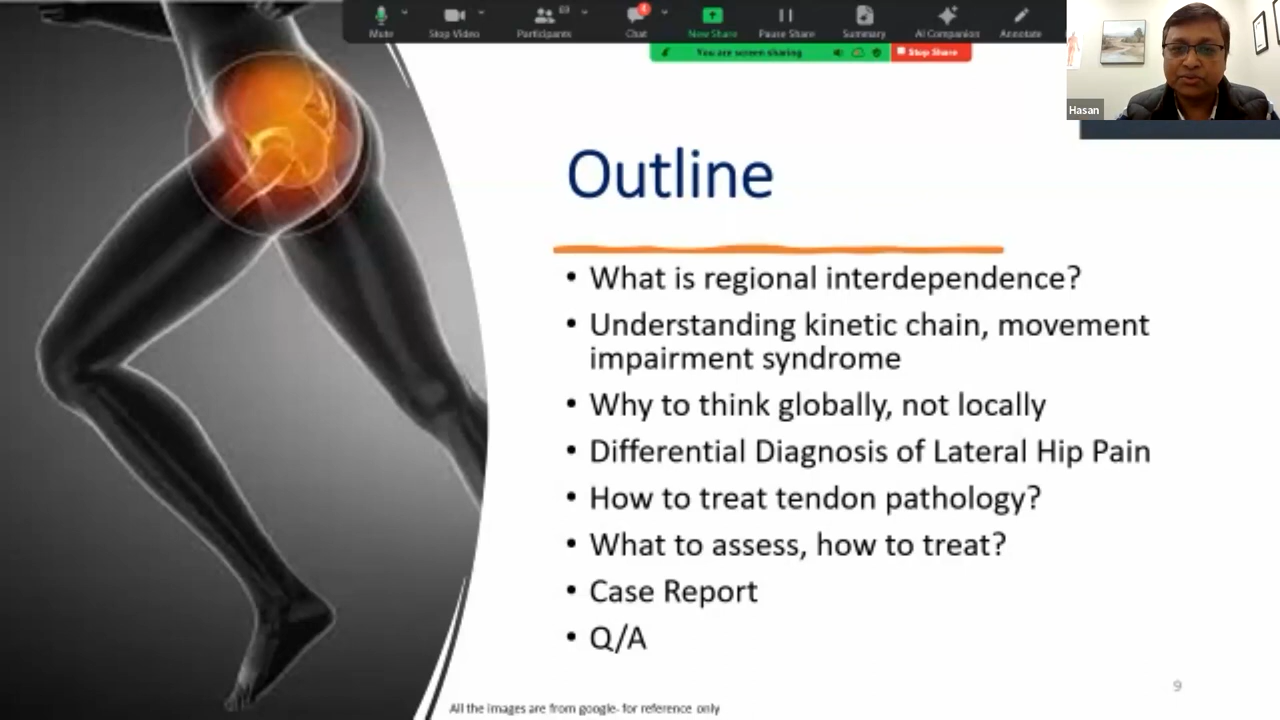 Mute
Stop Video
Participants
Chat
New Share
Pause Share
Summary
AI Companion
Annotate
You are screen sharing
Stop Share
Hasan
Outline
• What is regional interdependence?
• Understanding kinetic chain, movement
impairment syndrome
• Why to think globally, not locally
• Differential Diagnosis of Lateral Hip Pain
• How to treat tendon pathology?
• What to assess, how to treat?
• Case Report
• Q/A
9
All the images are from google- for reference only